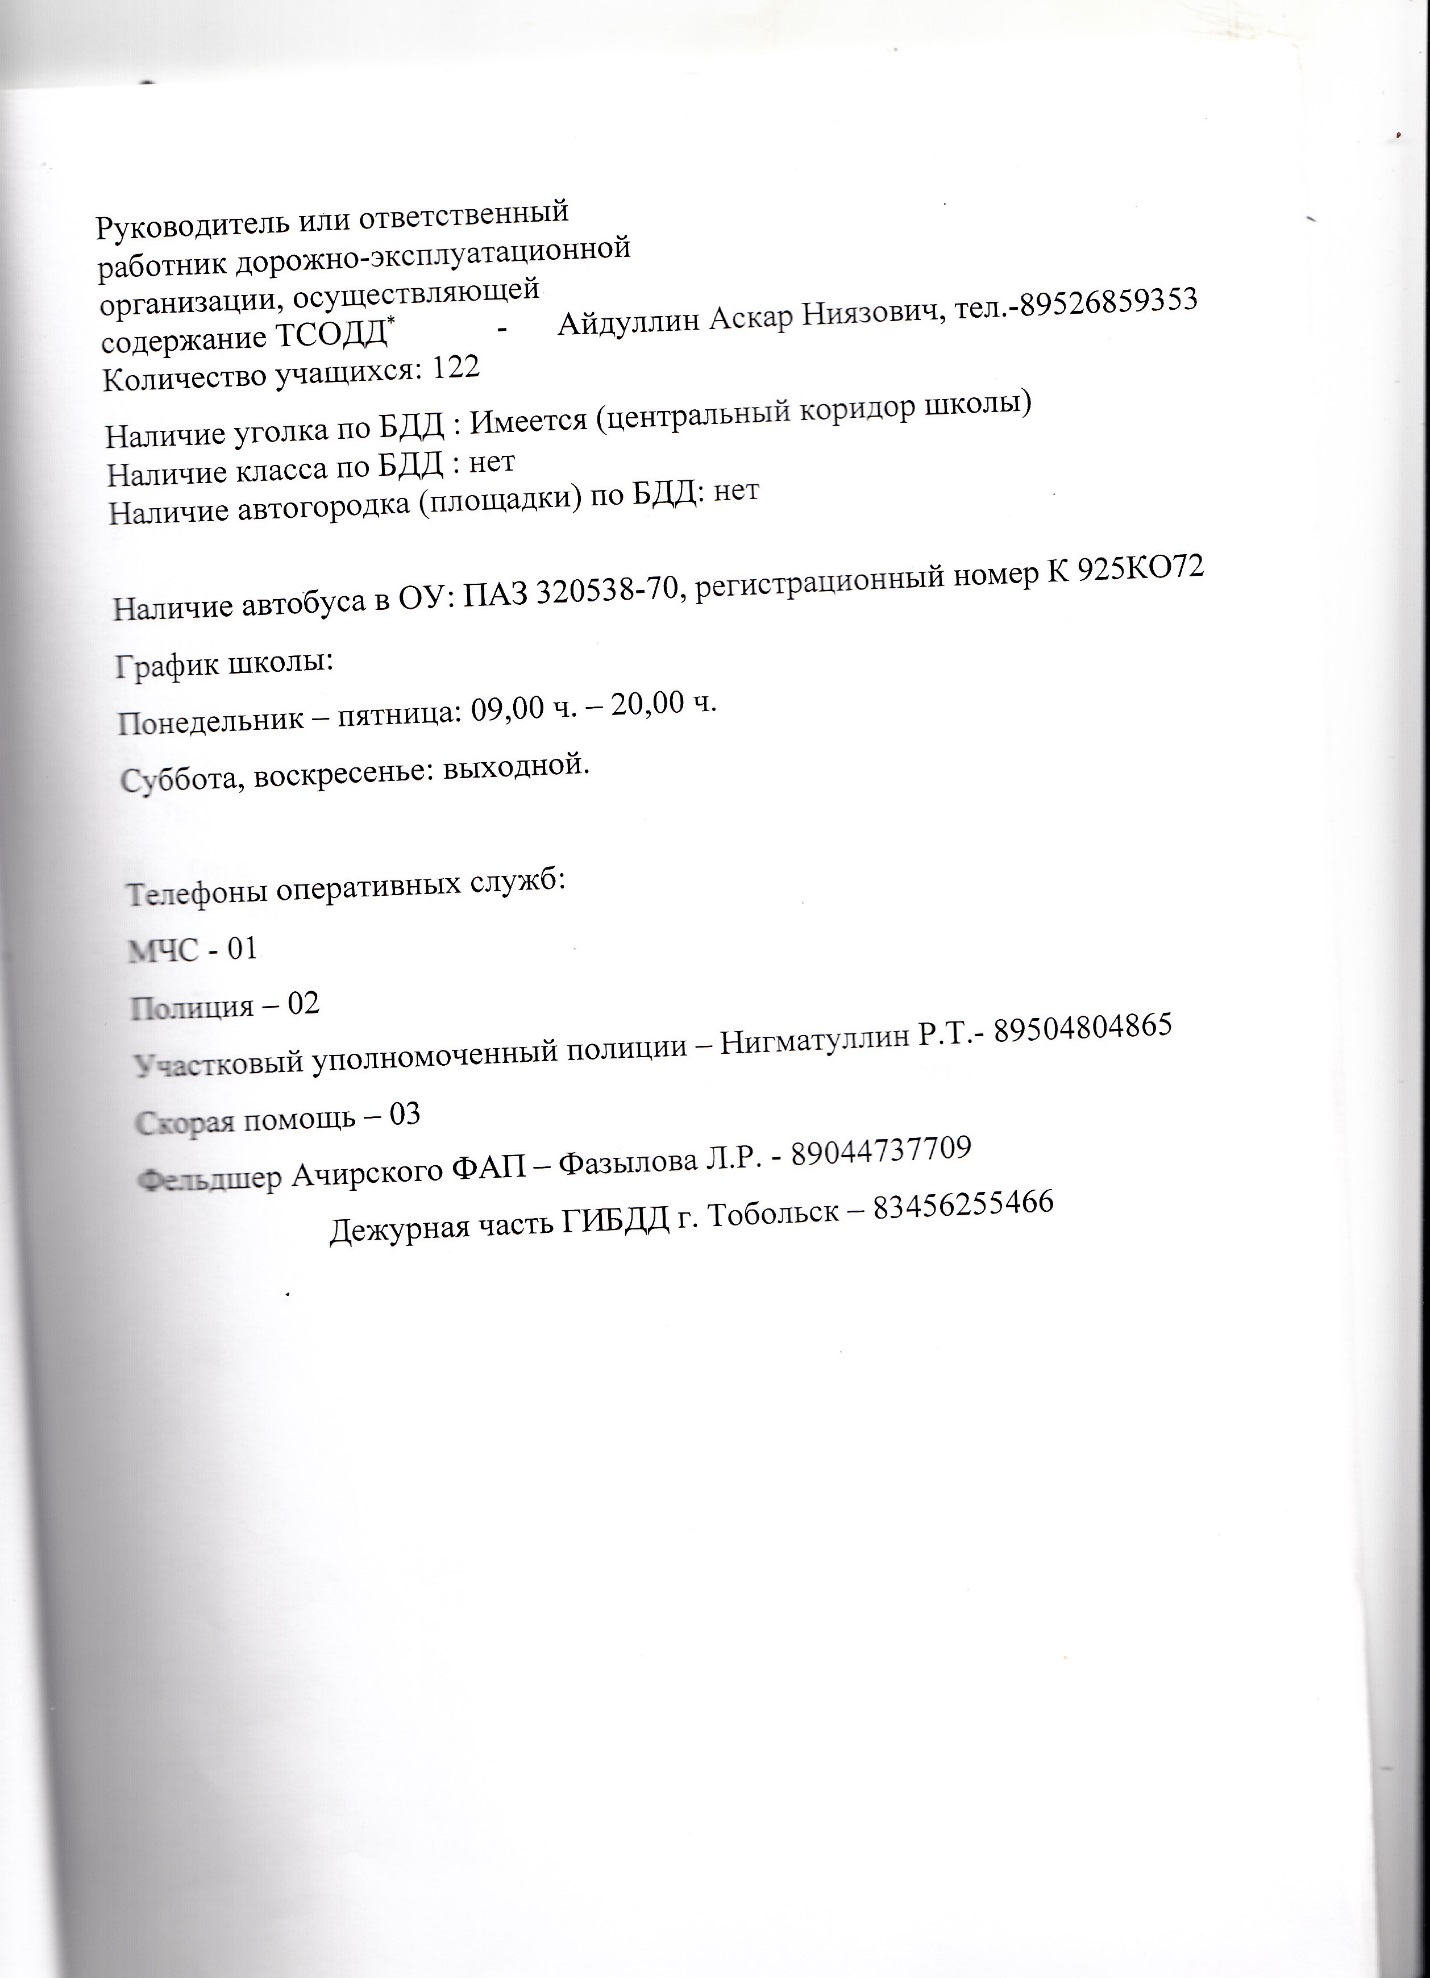 Руководитель или ответственный
работник дорожно-эксплуатационной
организации, осуществляющей
содержание ТСОДД* - Айдуллин Аскар Ниязович, тел.-89526859353
Количество учащихся: 122
Наличие уголка по БДД : Имеется (центральный коридор школы)
Наличие класса по БДД : нет
Наличие автогородка (площадки) по БДД: нет
Наличие автобуса в ОУ: ПАЗ 320538-70, регистрационный номер К 925КО72
График школы:
Понедельник – пятница: 09,00 ч. – 20,00 ч.
Суббота, воскресенье: выходной.
Телефоны оперативных служб:
МЧС - 01
Полиция – 02
Участковый уполномоченный полиции – Нигматуллин Р.Т.- 89504804865
Скорая помощь – 03
Фельдшер Ачирского ФАП – Фазылова Л.Р. - 89044737709
Дежурная часть ГИБДД г. Тобольск – 83456255466